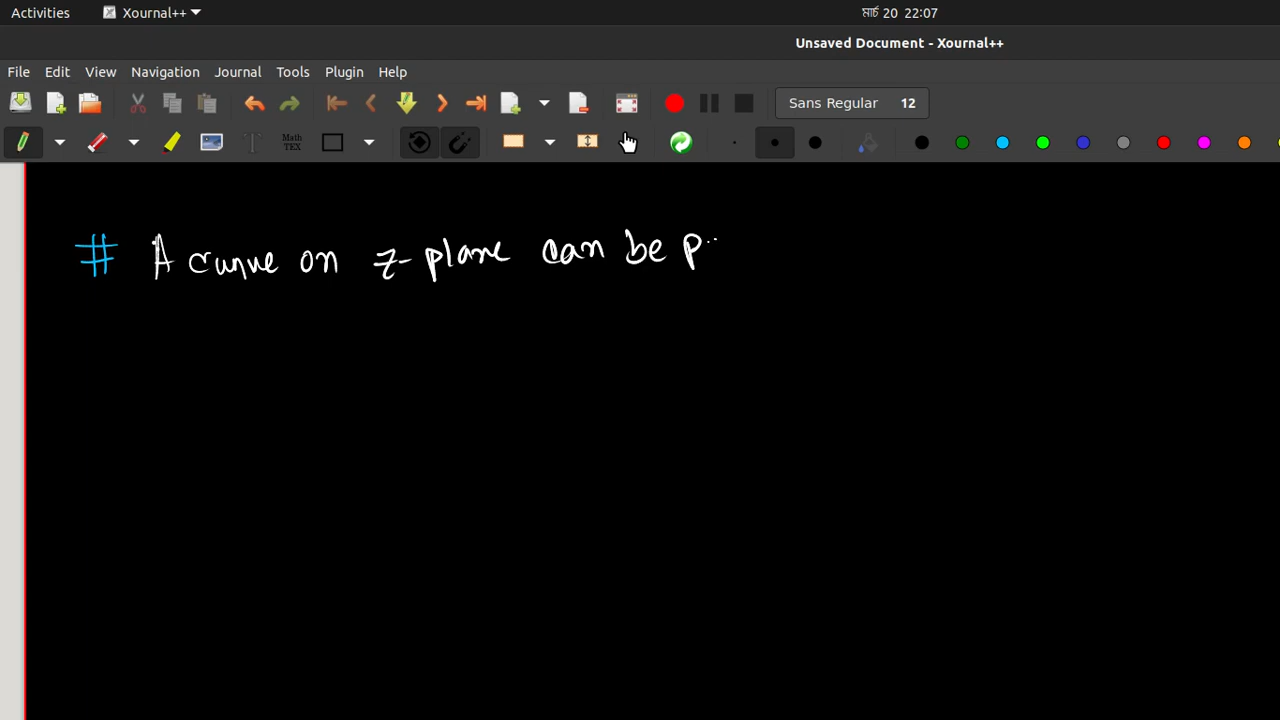 Activities Xournal++ মার্চ 20 22:07
Unsaved Document - Xournal++
File Edit View Navigation Journal Tools Plugin Help
Sans Regular 12
T Math TEX
# A curve on z-plane can be p